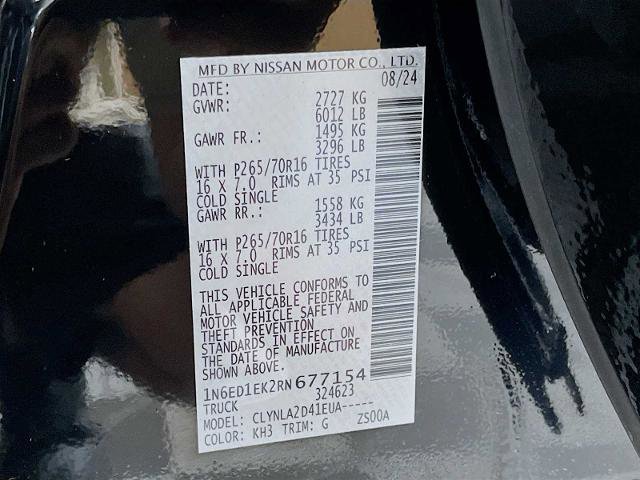 MFD BY NISSAN MOTOR CO., LTD.
DATE: 08/24
GVWR: 2727 KG
6012 LB
GAWR FR.: 1495 KG
3296 LB
WITH P265/70R16 TIRES
16 X 7.0 RIMS AT 35 PSI
COLD SINGLE
GAWR RR.: 1558 KG
3434 LB
WITH P265/70R16 TIRES
16 X 7.0 RIMS AT 35 PSI
COLD SINGLE
THIS VEHICLE CONFORMS TO
ALL APPLICABLE FEDERAL
MOTOR VEHICLE SAFETY AND
THEFT PREVENTION
STANDARDS IN EFFECT ON
THE DATE OF MANUFACTURE
SHOWN ABOVE.
1N6ED1EK2RN677154
TRUCK 324623
MODEL: CLYNLA2D41EUA-----
COLOR: KH3 TRIM: G ZS00A